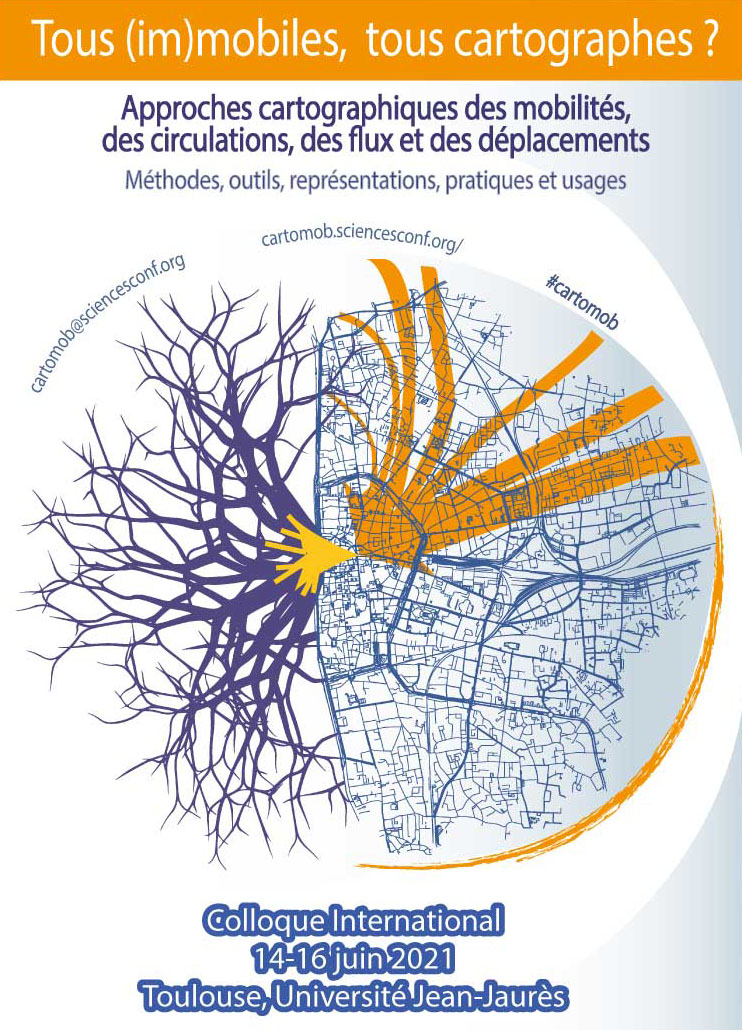 Tous (im)mobiles, tous cartographes ?
Approches cartographiques des mobilités,
des circulations, des flux et des déplacements
Méthodes, outils, représentations, pratiques et usages
cartomob@sciencesconf.org
cartomob.sciencesconf.org/
#cartomob
Colloque International
14-16 juin 2021
Toulouse, Université Jean-Jaurès